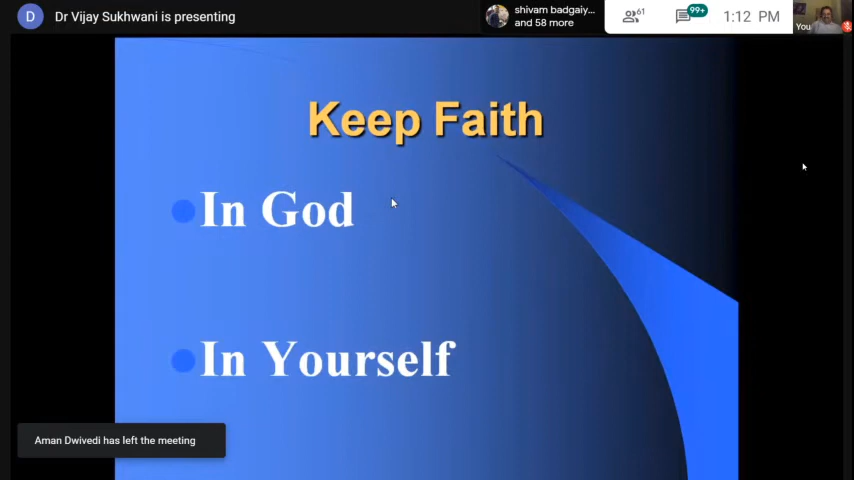 D
Dr Vijay Sukhwani is presenting
shivam badgaiy...
and 58 more
61
99+
1:12 PM
You
Keep Faith
In God
In Yourself
Aman Dwivedi has left the meeting